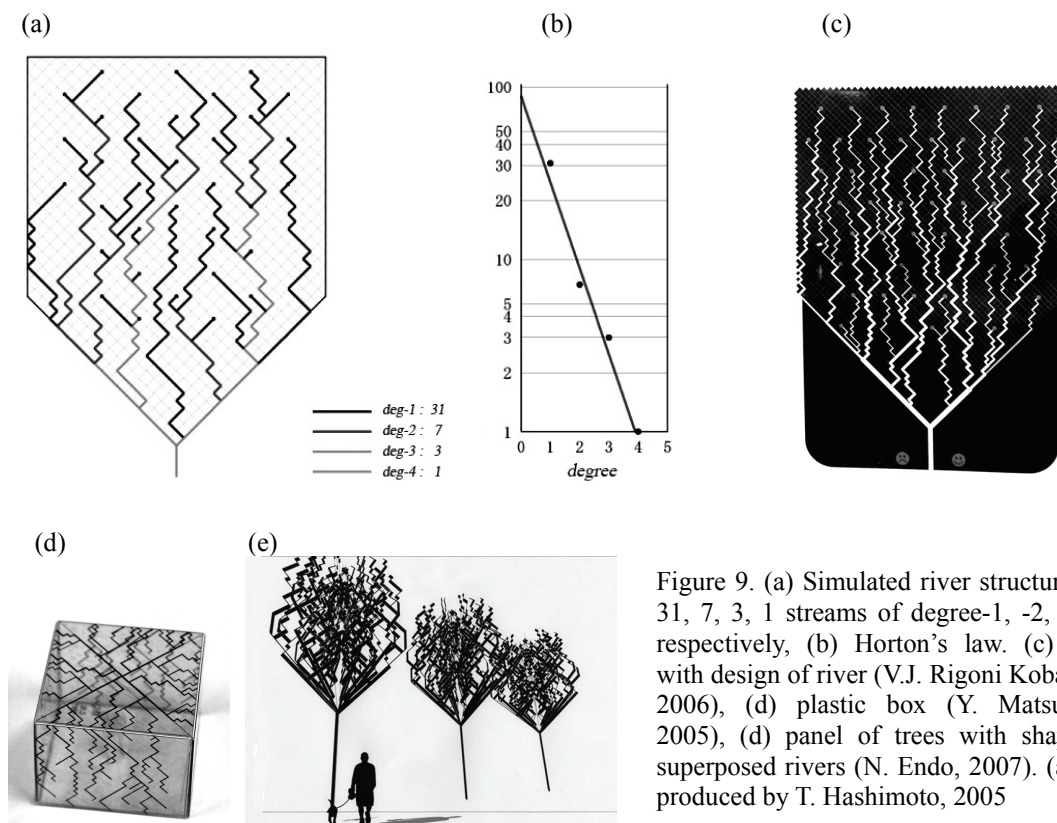 (a)
(b)
(c)
100
50
40
30
20
10
5
4
3
2
1
0 1 2 3 4 5
degree
deg-1 : 31
deg-2 : 7
deg-3 : 3
deg-4 : 1
(d)
(e)
Figure 9. (a) Simulated river structur
31, 7, 3, 1 streams of degree-1, -2,
respectively, (b) Horton's law. (c)
with design of river (V.J. Rigoni Koba
2006), (d) plastic box (Y. Matsu
2005), (d) panel of trees with sha
superposed rivers (N. Endo, 2007). (a
produced by T. Hashimoto, 2005